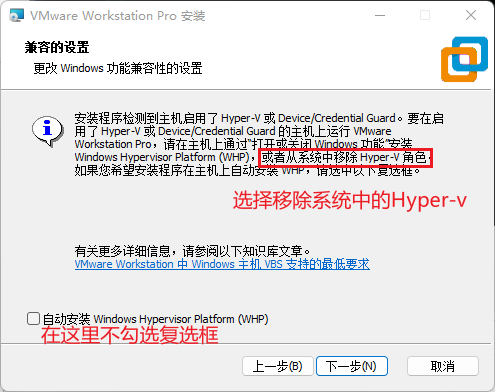 VMware Workstation Pro 安装
兼容的设置
更改 Windows 功能兼容性的设置
安装程序检测到主机启用了 Hyper-V 或 Device/Credential Guard。要在启
用了 Hyper-V 或 Device/Credential Guard 的主机上运行 VMware
Workstation Pro，请在主机上通过“打开或关闭 Windows 功能”安装
Windows Hypervisor Platform (WHP)，或者从系统中移除 Hyper-V 角色。
如果您希望安装程序在主机上自动安装 WHP，请选中以下复选框。
选择移除系统中的Hyper-v
有关更多详细信息，请参阅以下知识库文章。
VMware Workstation 中 Windows 主机 VBS 支持的最低要求
自动安装 Windows Hypervisor Platform (WHP)
在这里不勾选复选框
上一步(B)
下一步(N)
取消